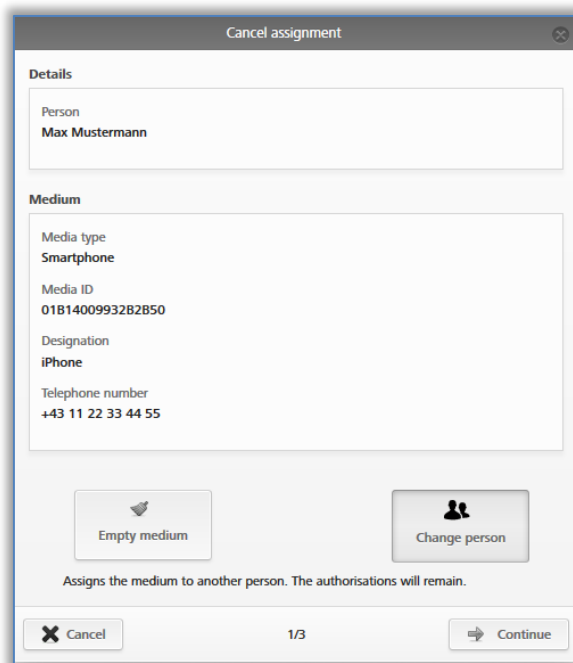 Cancel assignment
Details
Person
Max Mustermann
Medium
Media type
Smartphone
Media ID
01B14009932B2B50
Designation
iPhone
Telephone number
+43 11 22 33 44 55
Empty medium
Change person
Assigns the medium to another person. The authorisations will remain.
Cancel
1/3
Continue